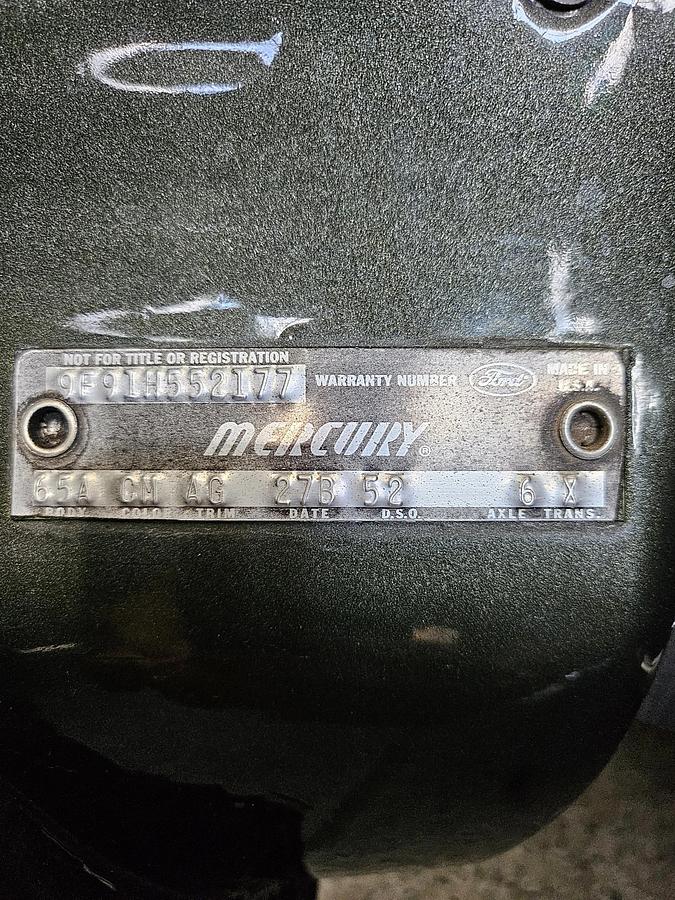 NOT FOR TITLE OR REGISTRATION
9F91H552177 WARRANTY NUMBER Ford MADE IN U.S.A.
MERCURY®
65A CM AG 27B 52 6 X
BODY COLOR TRIM DATE D.S.O. AXLE TRANS.